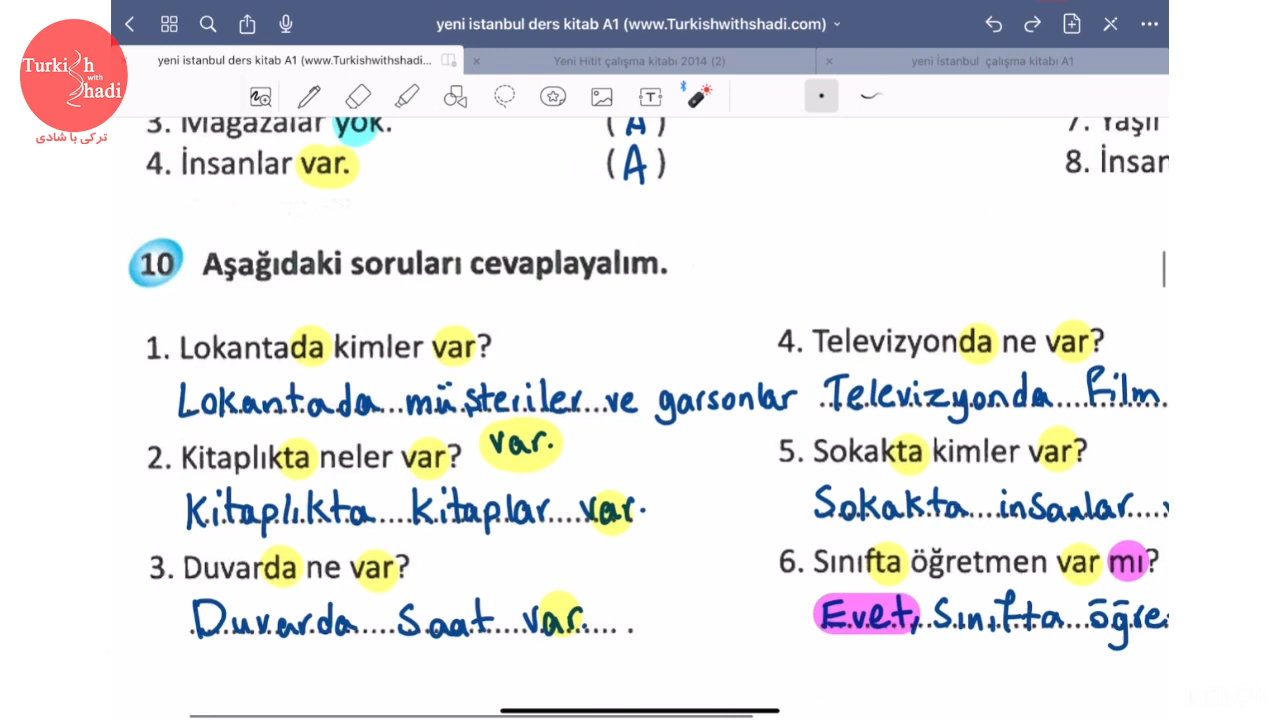 yeni istanbul ders kitab A1 (www.Turkishwithshadi.com)
yeni istanbul ders kitab A1 (www.Turkishwithshadi...
Yeni Hitit çalışma kitabı 2014 (2)
yeni İstanbul çalışma kitabı A1
Turkish
with
Shadi
ترکی با شادی
3. Mağazalar yok. (A)
4. İnsanlar var. (A)
7. Yaşlı
8. İnsan
10 Aşağıdaki soruları cevaplayalım.
1. Lokantada kimler var?
Lokantada müşteriler ve garsonlar
var.
2. Kitaplıkta neler var?
Kitaplıkta kitaplar var.
3. Duvarda ne var?
Duvarda saat var.
4. Televizyonda ne var?
Televizyonda film
5. Sokakta kimler var?
Sokakta insanlar
6. Sınıfta öğretmen var mı?
Evet, Sınıfta öğre